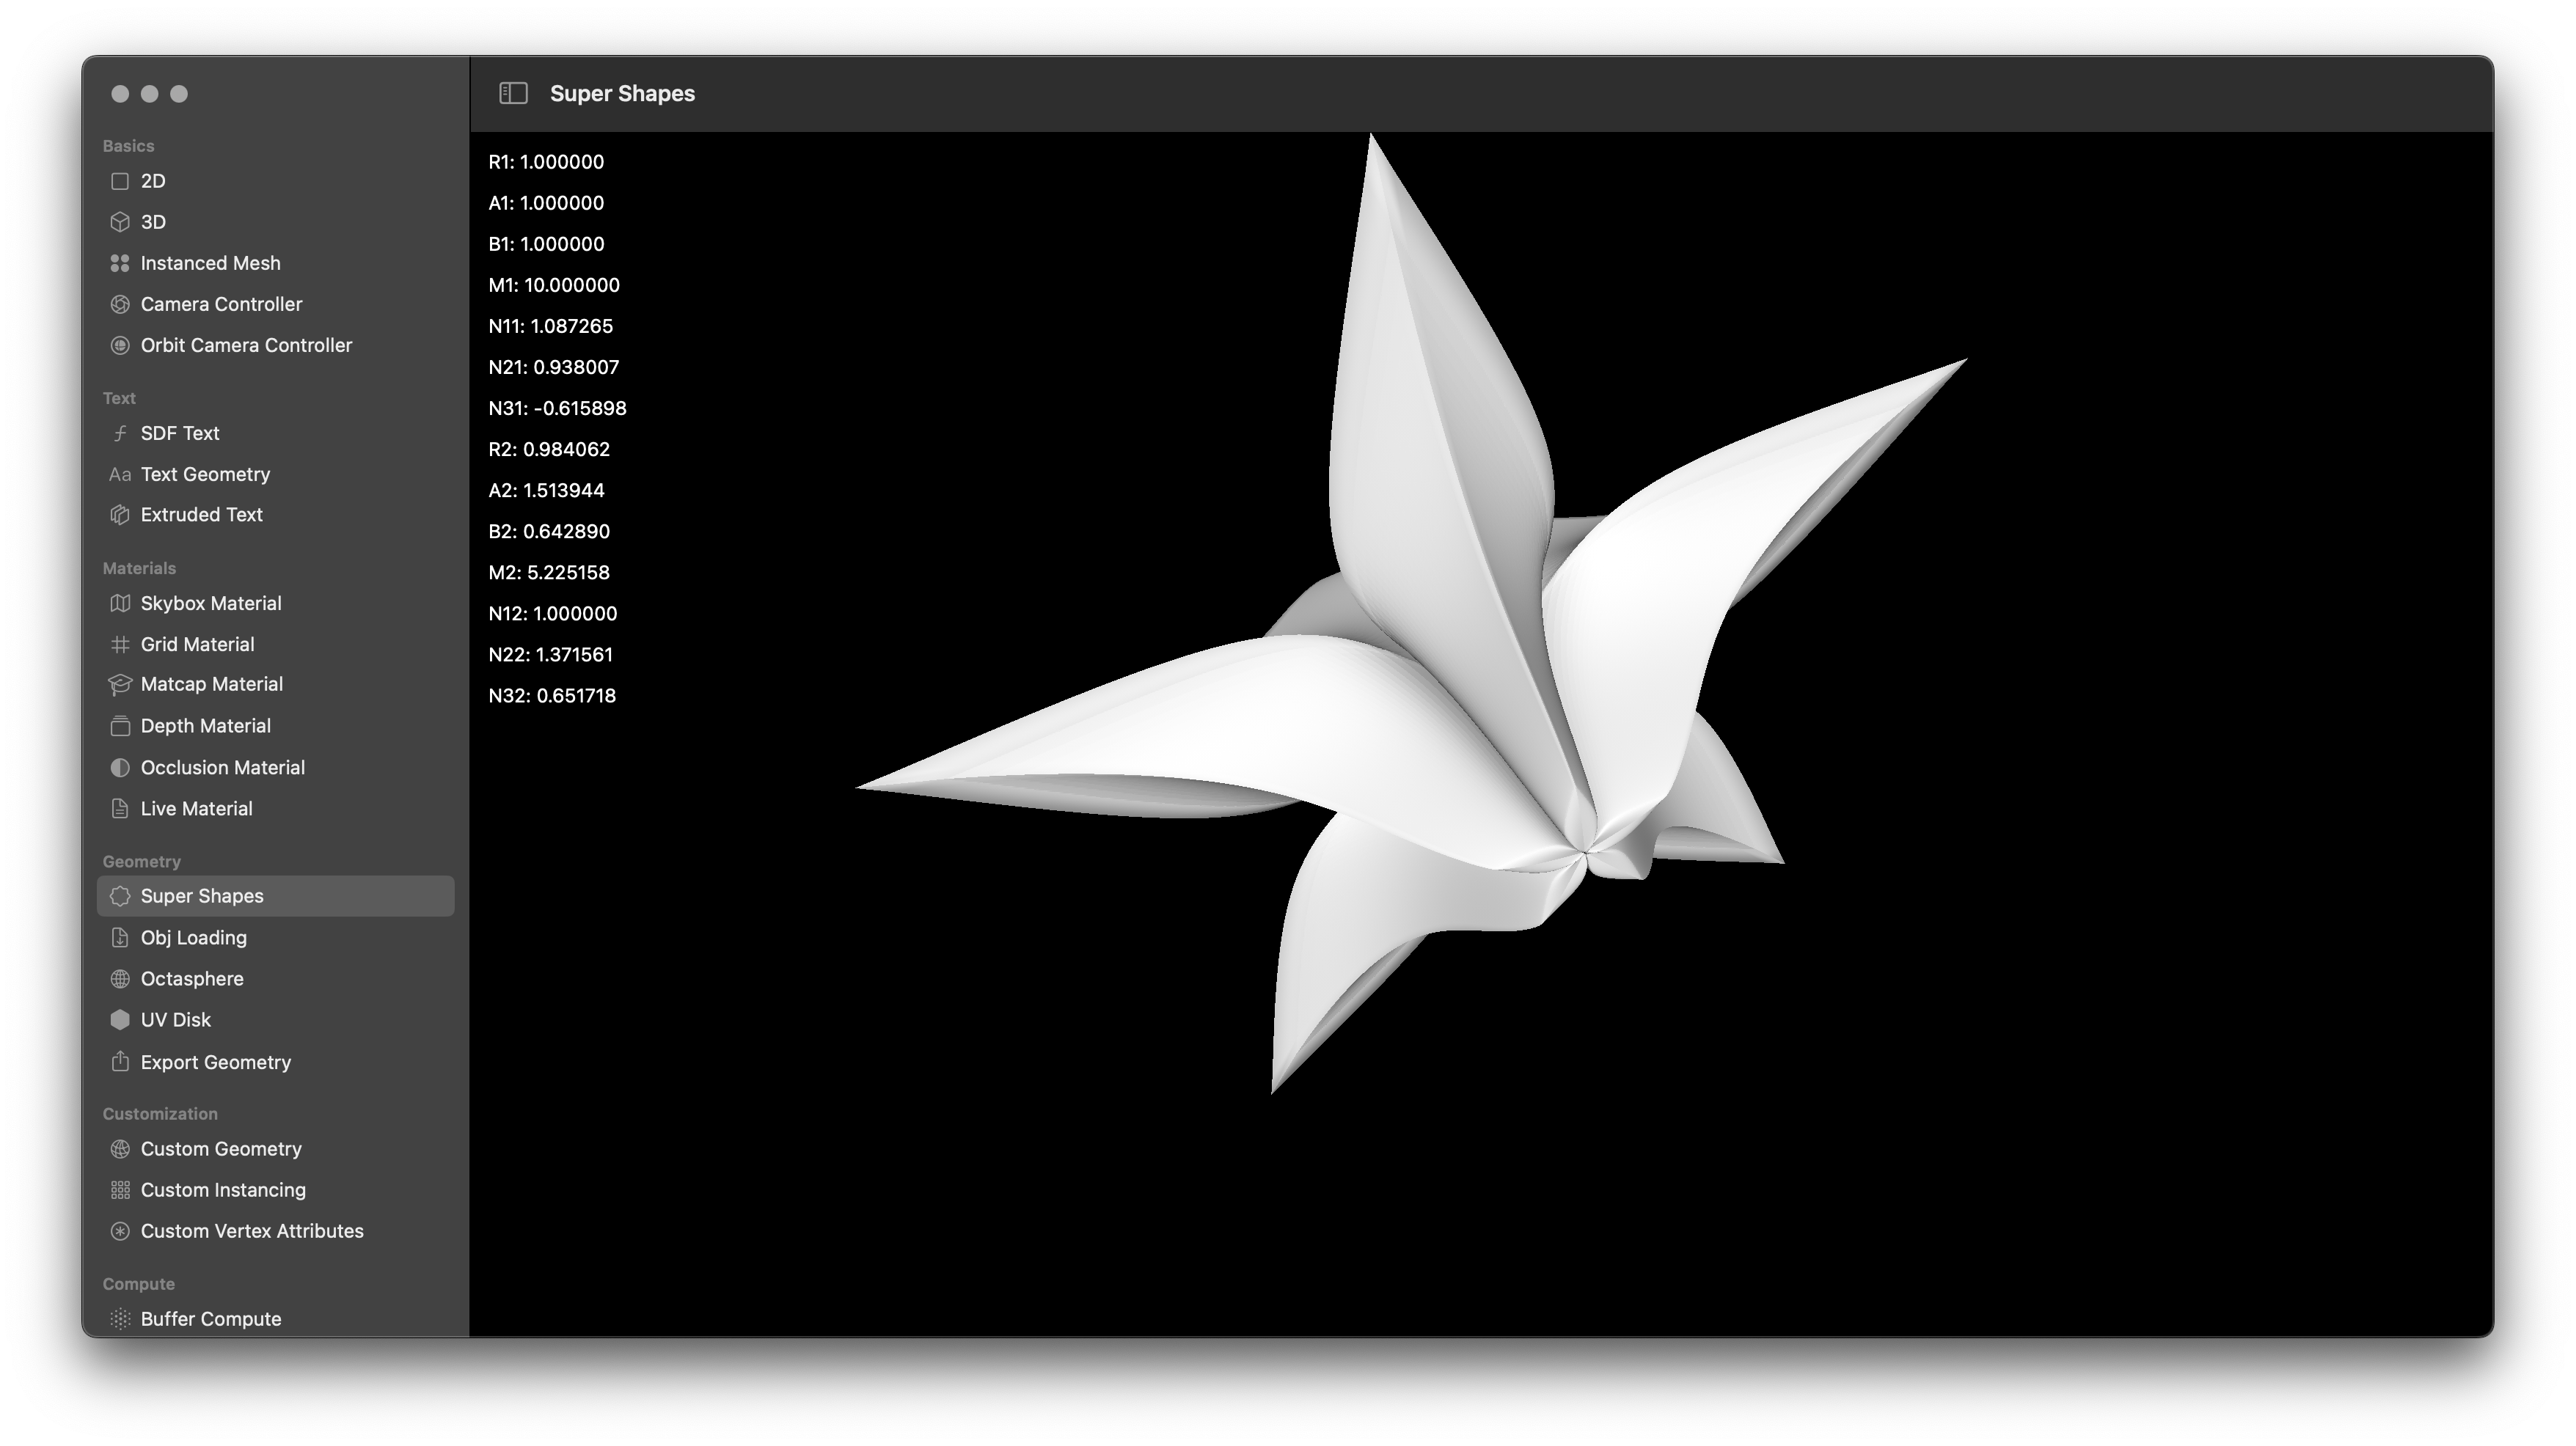 Basics
2D
3D
Instanced Mesh
Camera Controller
Orbit Camera Controller
Text
SDF Text
Aa Text Geometry
Extruded Text
Materials
Skybox Material
Grid Material
Matcap Material
Depth Material
Occlusion Material
Live Material
Geometry
Super Shapes
Obj Loading
Octasphere
UV Disk
Export Geometry
Customization
Custom Geometry
Custom Instancing
Custom Vertex Attributes
Compute
Buffer Compute
Super Shapes
R1: 1.000000
A1: 1.000000
B1: 1.000000
M1: 10.000000
N11: 1.087265
N21: 0.938007
N31: -0.615898
R2: 0.984062
A2: 1.513944
B2: 0.642890
M2: 5.225158
N12: 1.000000
N22: 1.371561
N32: 0.651718